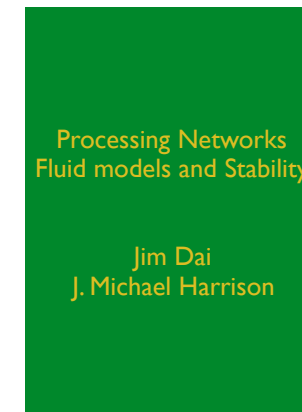 Processing Networks
Fluid models and Stability
Jim Dai
J. Michael Harrison